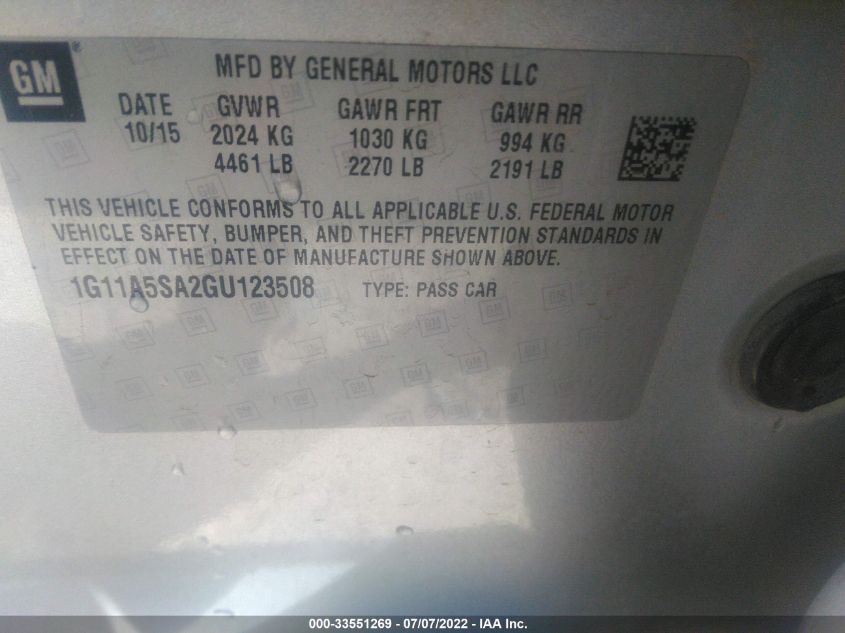 GM®
MFD BY GENERAL MOTORS LLC
DATE GVWR GAWR FRT GAWR RR
10/15 2024 KG 1030 KG 994 KG
4461 LB 2270 LB 2191 LB
THIS VEHICLE CONFORMS TO ALL APPLICABLE U.S. FEDERAL MOTOR
VEHICLE SAFETY, BUMPER, AND THEFT PREVENTION STANDARDS IN
EFFECT ON THE DATE OF MANUFACTURE SHOWN ABOVE.
1G11A5SA2GU123508 TYPE: PASS CAR
000-33551269 - 07/07/2022 - IAA Inc.